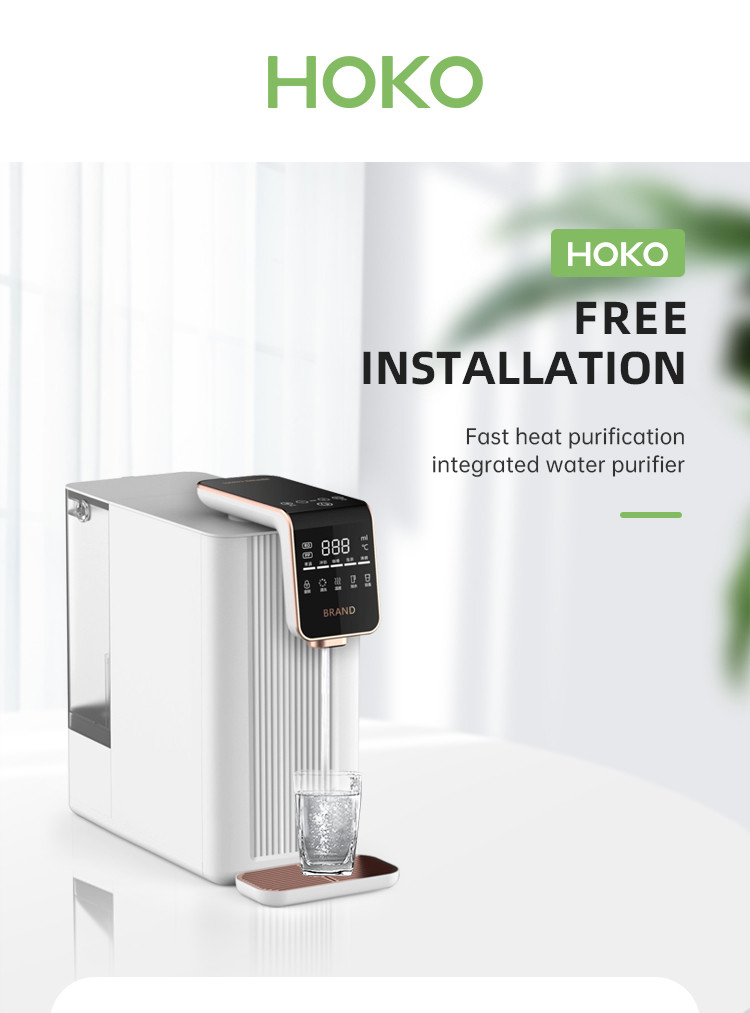 HOKO
HOKO
FREE
INSTALLATION
Fast heat purification
integrated water purifier
888
ml
°C
BRAND